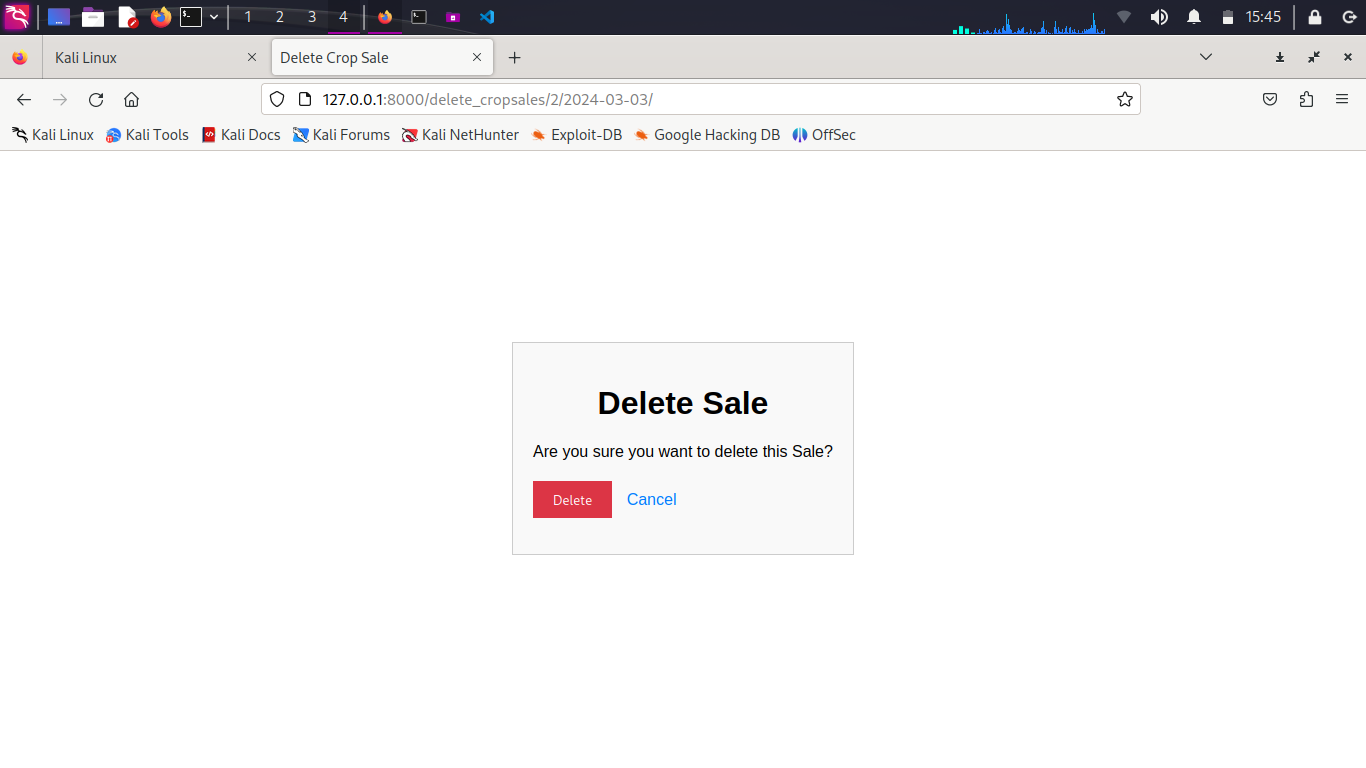 1 2 3 4 15:45
Kali Linux Delete Crop Sale
127.0.0.1:8000/delete_cropsales/2/2024-03-03/
Kali Linux Kali Tools Kali Docs Kali Forums Kali NetHunter Exploit-DB Google Hacking DB OffSec
Delete Sale
Are you sure you want to delete this Sale?
Delete Cancel